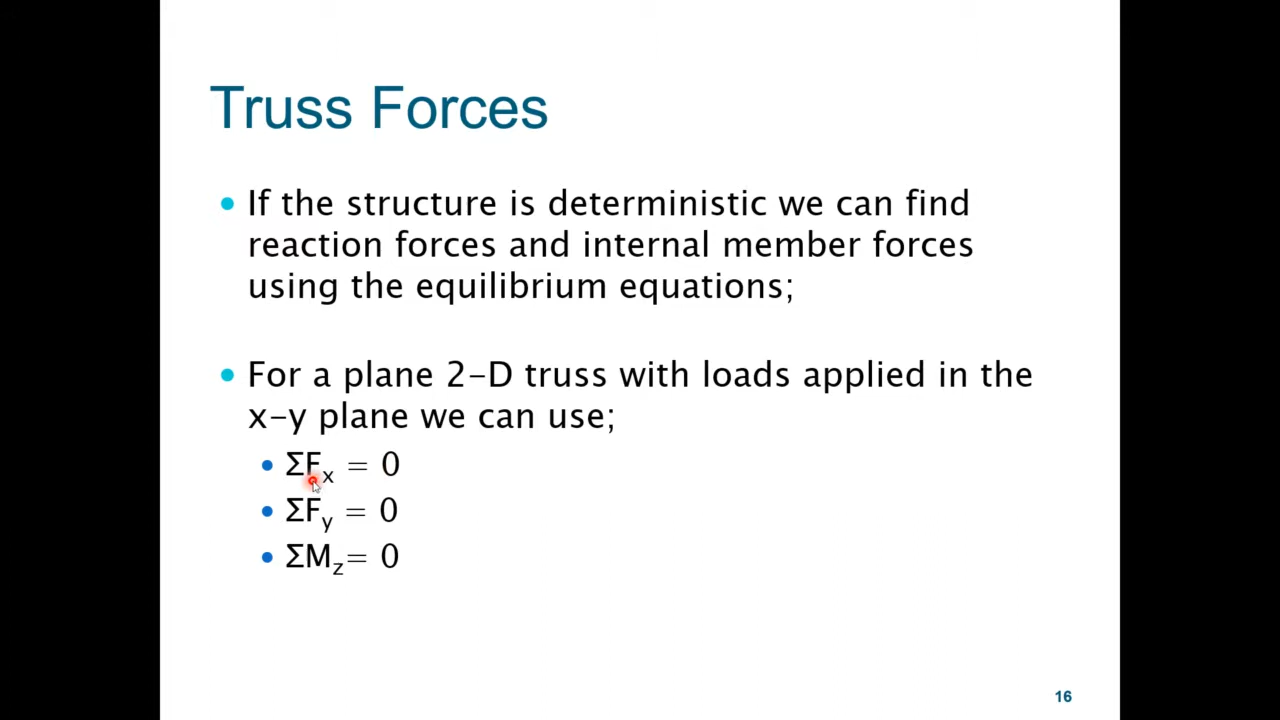 Truss Forces
• If the structure is deterministic we can find
reaction forces and internal member forces
using the equilibrium equations;
• For a plane 2-D truss with loads applied in the
x-y plane we can use;
• ΣFₓ = 0
• ΣFy = 0
• ΣMz= 0
16